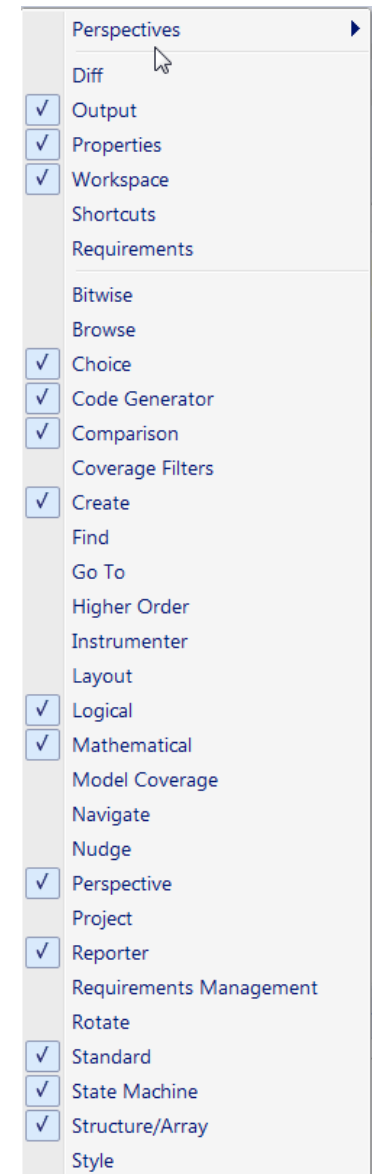 Perspectives
Diff
Output
Properties
Workspace
Shortcuts
Requirements
Bitwise
Browse
Choice
Code Generator
Comparison
Coverage Filters
Create
Find
Go To
Higher Order
Instrumenter
Layout
Logical
Mathematical
Model Coverage
Navigate
Nudge
Perspective
Project
Reporter
Requirements Management
Rotate
Standard
State Machine
Structure/Array
Style